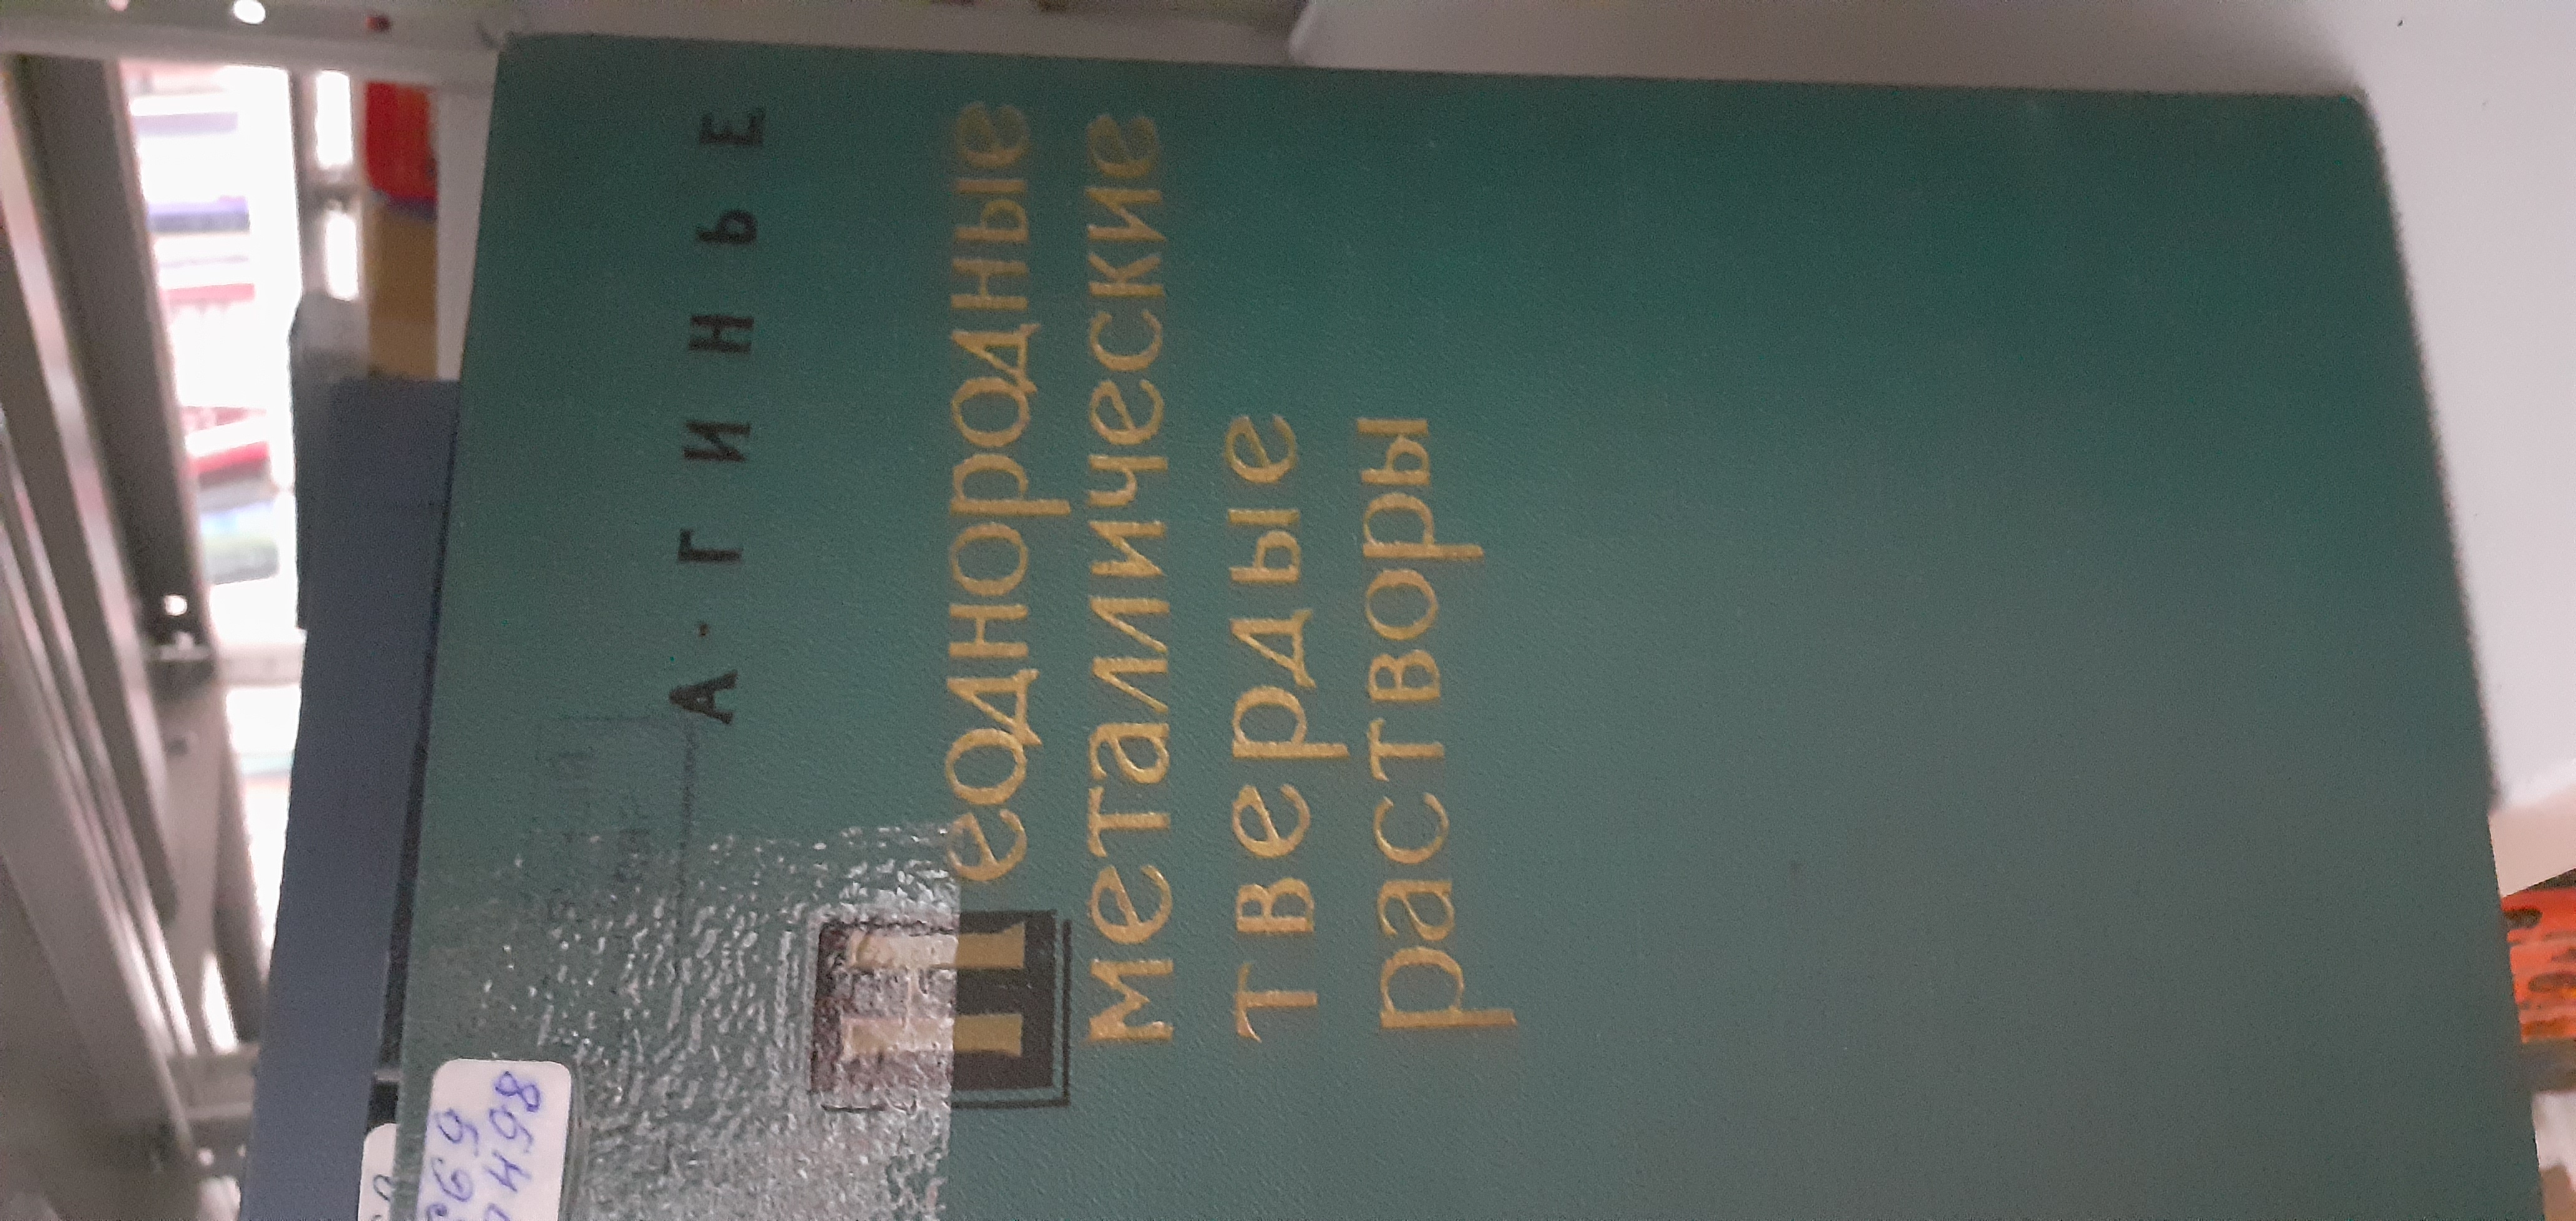 А. ГИНЬЕ
Неоднородные
металлические
твердые
растворы